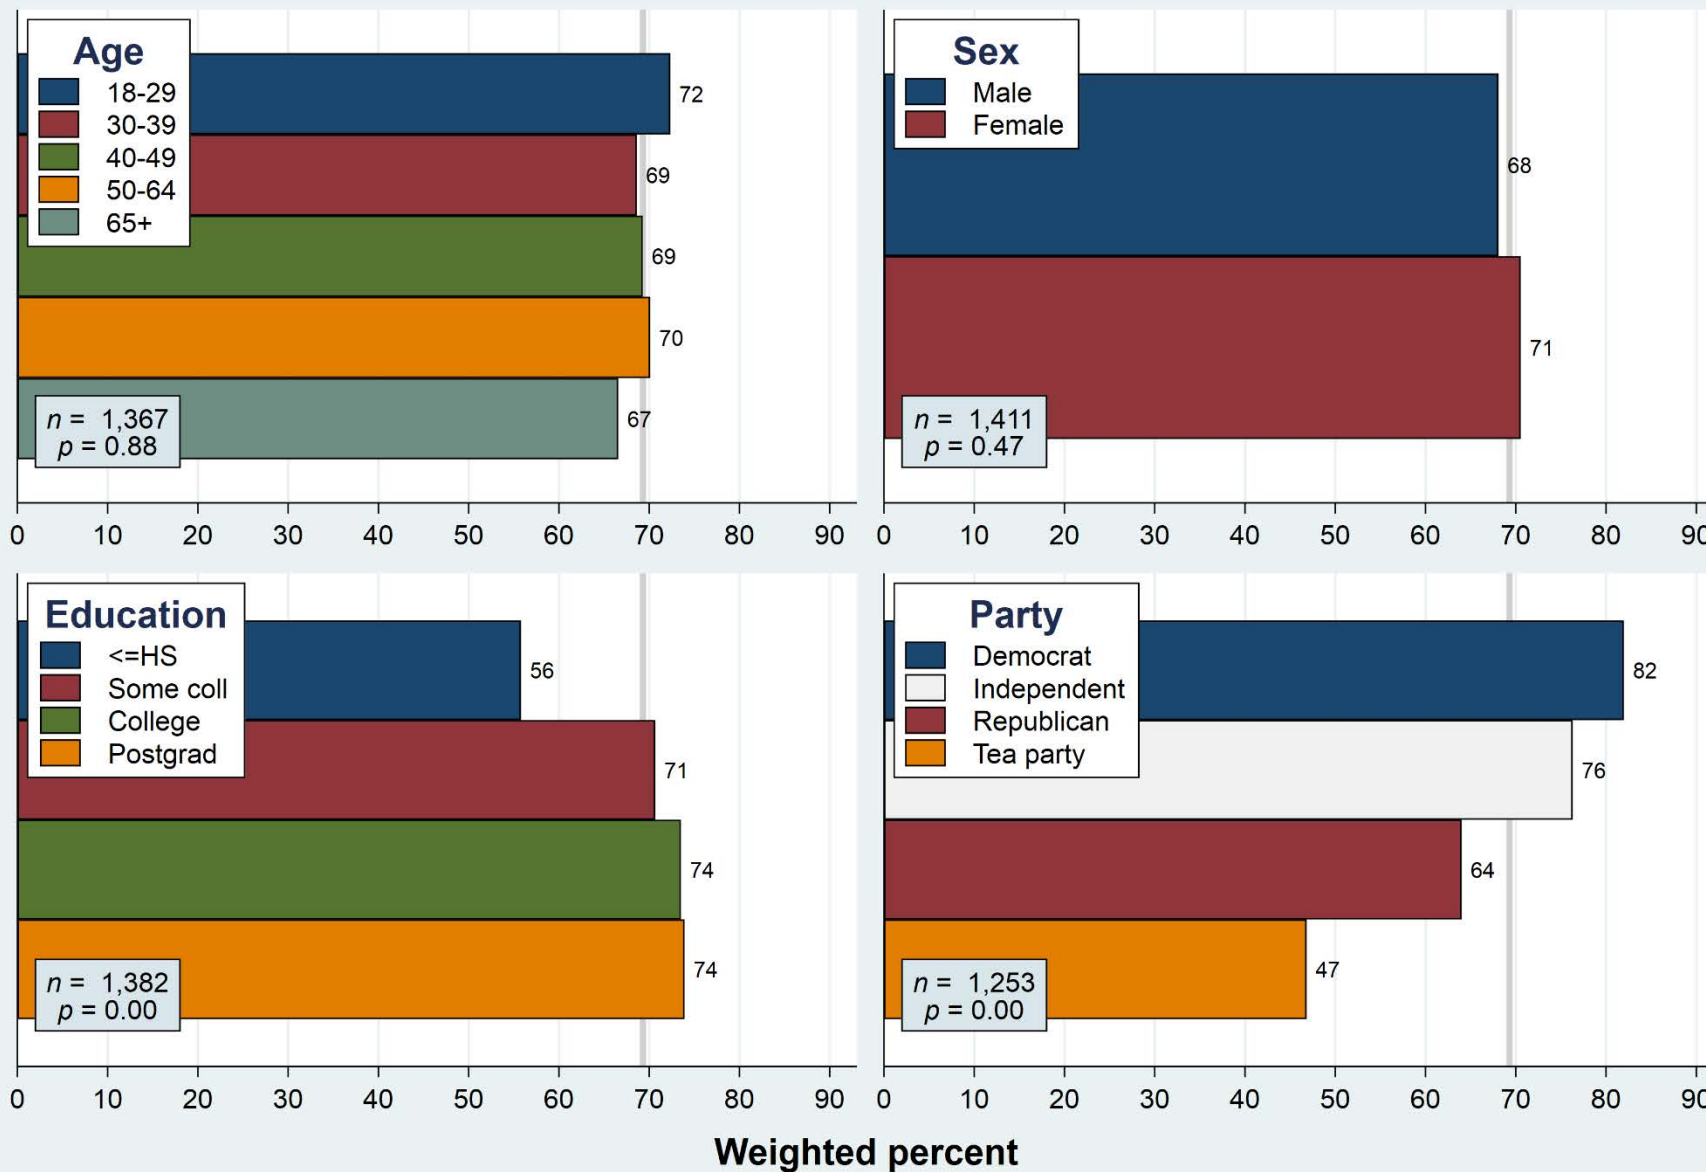 Age
18-29
30-39
40-49
50-64
65+
72
69
69
70
67
n = 1,367
p = 0.88
0 10 20 30 40 50 60 70 80 90
Sex
Male
Female
68
71
n = 1,411
p = 0.47
0 10 20 30 40 50 60 70 80 90
Education
<=HS
Some coll
College
Postgrad
56
71
74
74
n = 1,382
p = 0.00
0 10 20 30 40 50 60 70 80 90
Party
Democrat
Independent
Republican
Tea party
82
76
64
47
n = 1,253
p = 0.00
0 10 20 30 40 50 60 70 80 90
Weighted percent